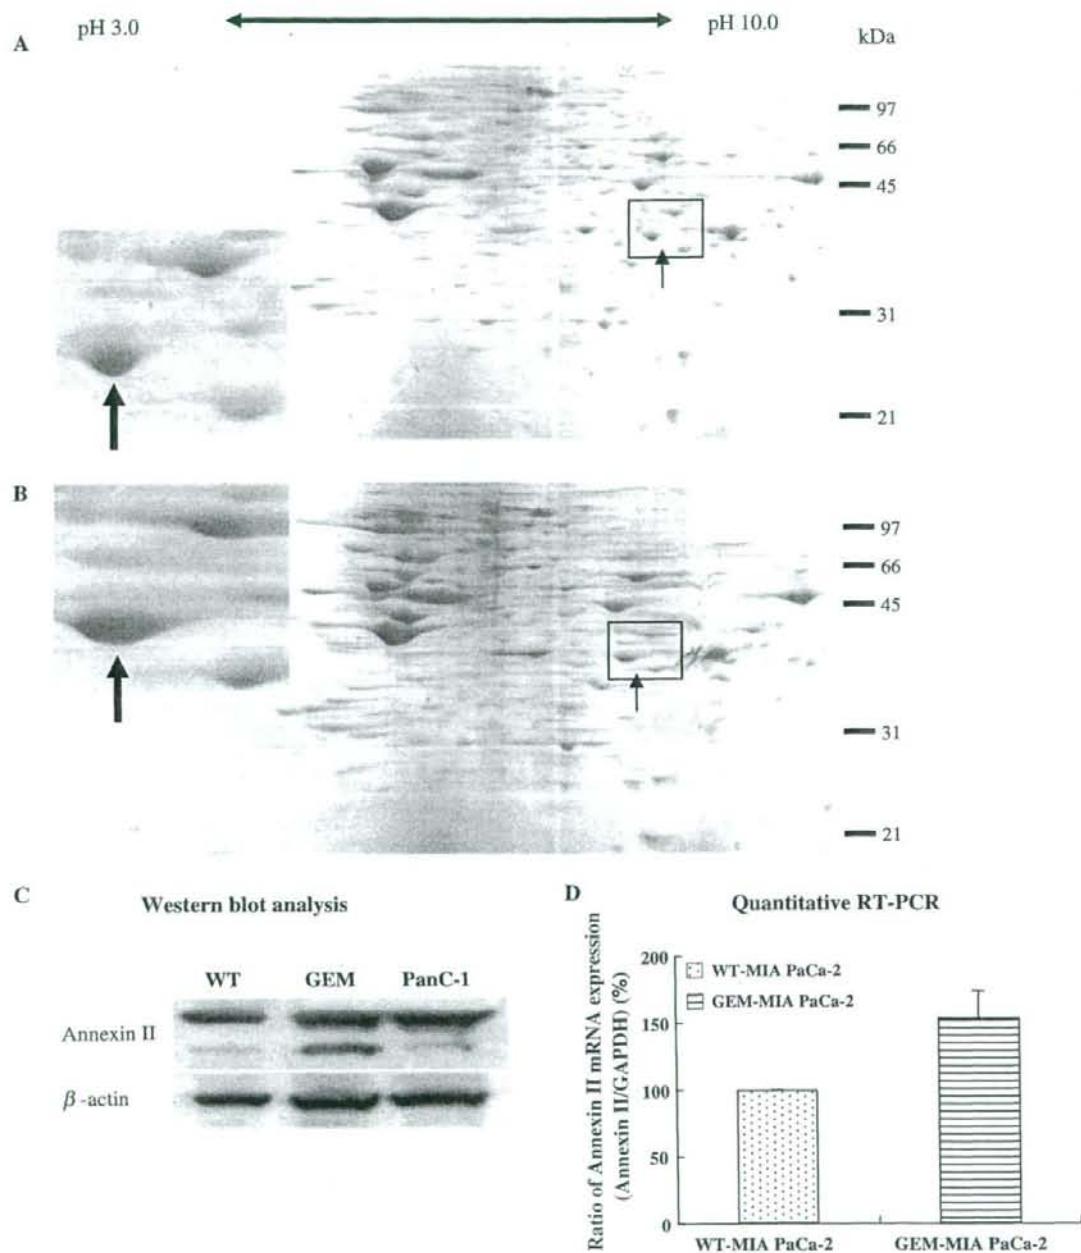 pH 3.0
pH 10.0
A
kDa
97
66
45
31
21
B
97
66
45
31
21
C
Western blot analysis
WT GEM PanC-1
Annexin II
β-actin
D
Quantitative RT-PCR
Ratio of Annexin II mRNA expression
(Annexin II/GAPDH) (%)
200
150
100
50
0
WT-MIA PaCa-2
GEM-MIA PaCa-2
WT-MIA PaCa-2
GEM-MIA PaCa-2